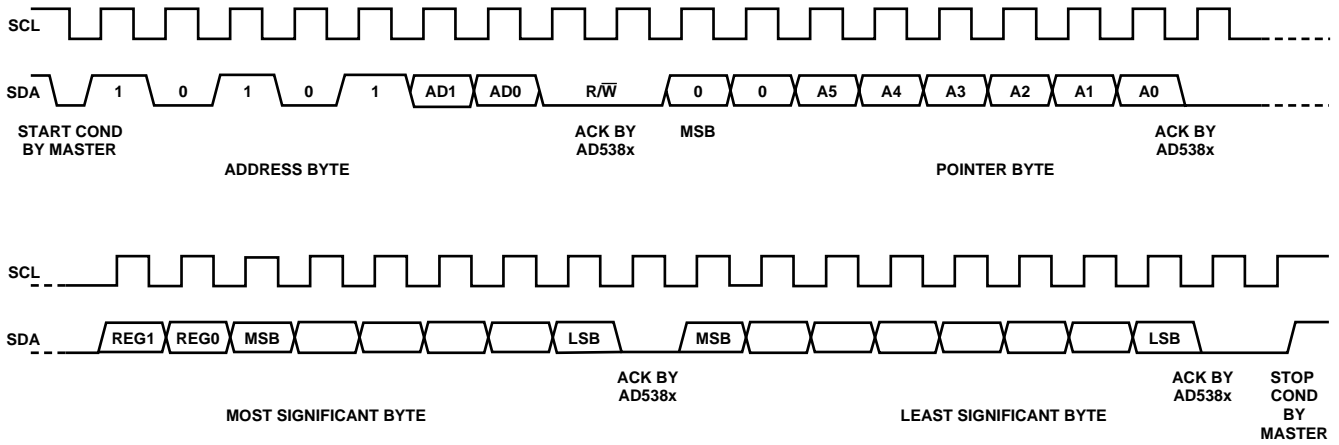 SCL
SDA 1 0 1 0 1 AD1 AD0 R/W̅ 0 0 A5 A4 A3 A2 A1 A0
START COND ACK BY MSB ACK BY
BY MASTER AD538x AD538x
ADDRESS BYTE POINTER BYTE
SCL
SDA REG1 REG0 MSB LSB MSB LSB
ACK BY ACK BY STOP
AD538x AD538x COND
MOST SIGNIFICANT BYTE LEAST SIGNIFICANT BYTE BY
MASTER